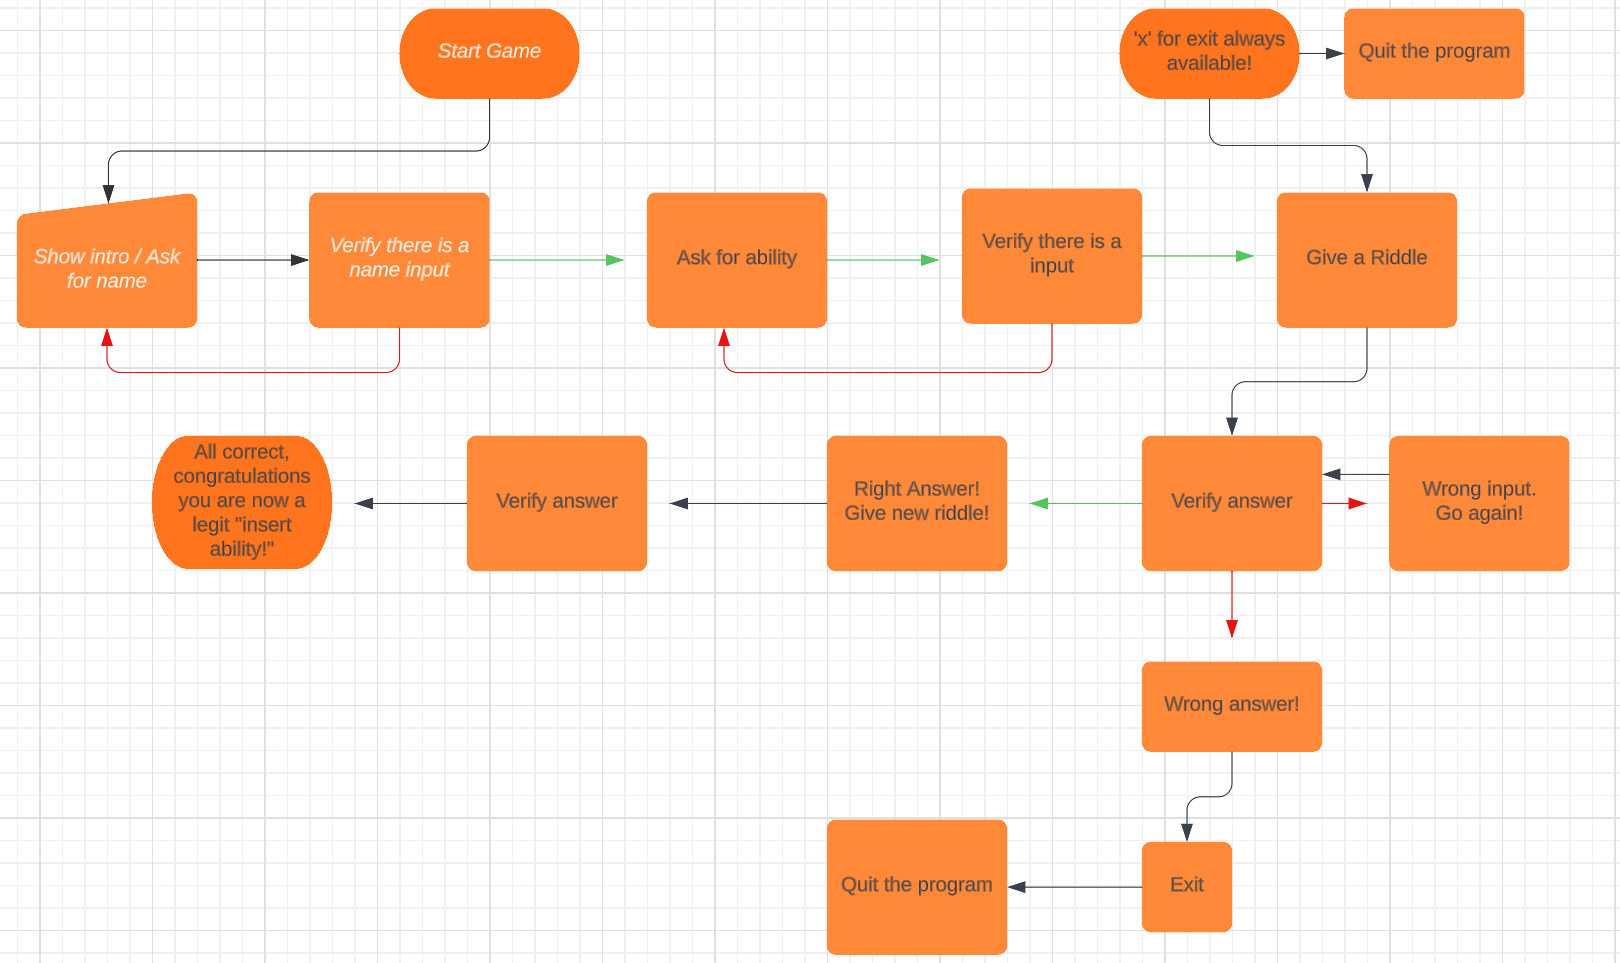 Start Game
'x' for exit always
available!
Quit the program
Show intro / Ask
for name
Verify there is a
name input
Ask for ability
Verify there is a
input
Give a Riddle
All correct,
congratulations
you are now a
legit "insert
ability!"
Verify answer
Right Answer!
Give new riddle!
Verify answer
Wrong input.
Go again!
Wrong answer!
Quit the program
Exit